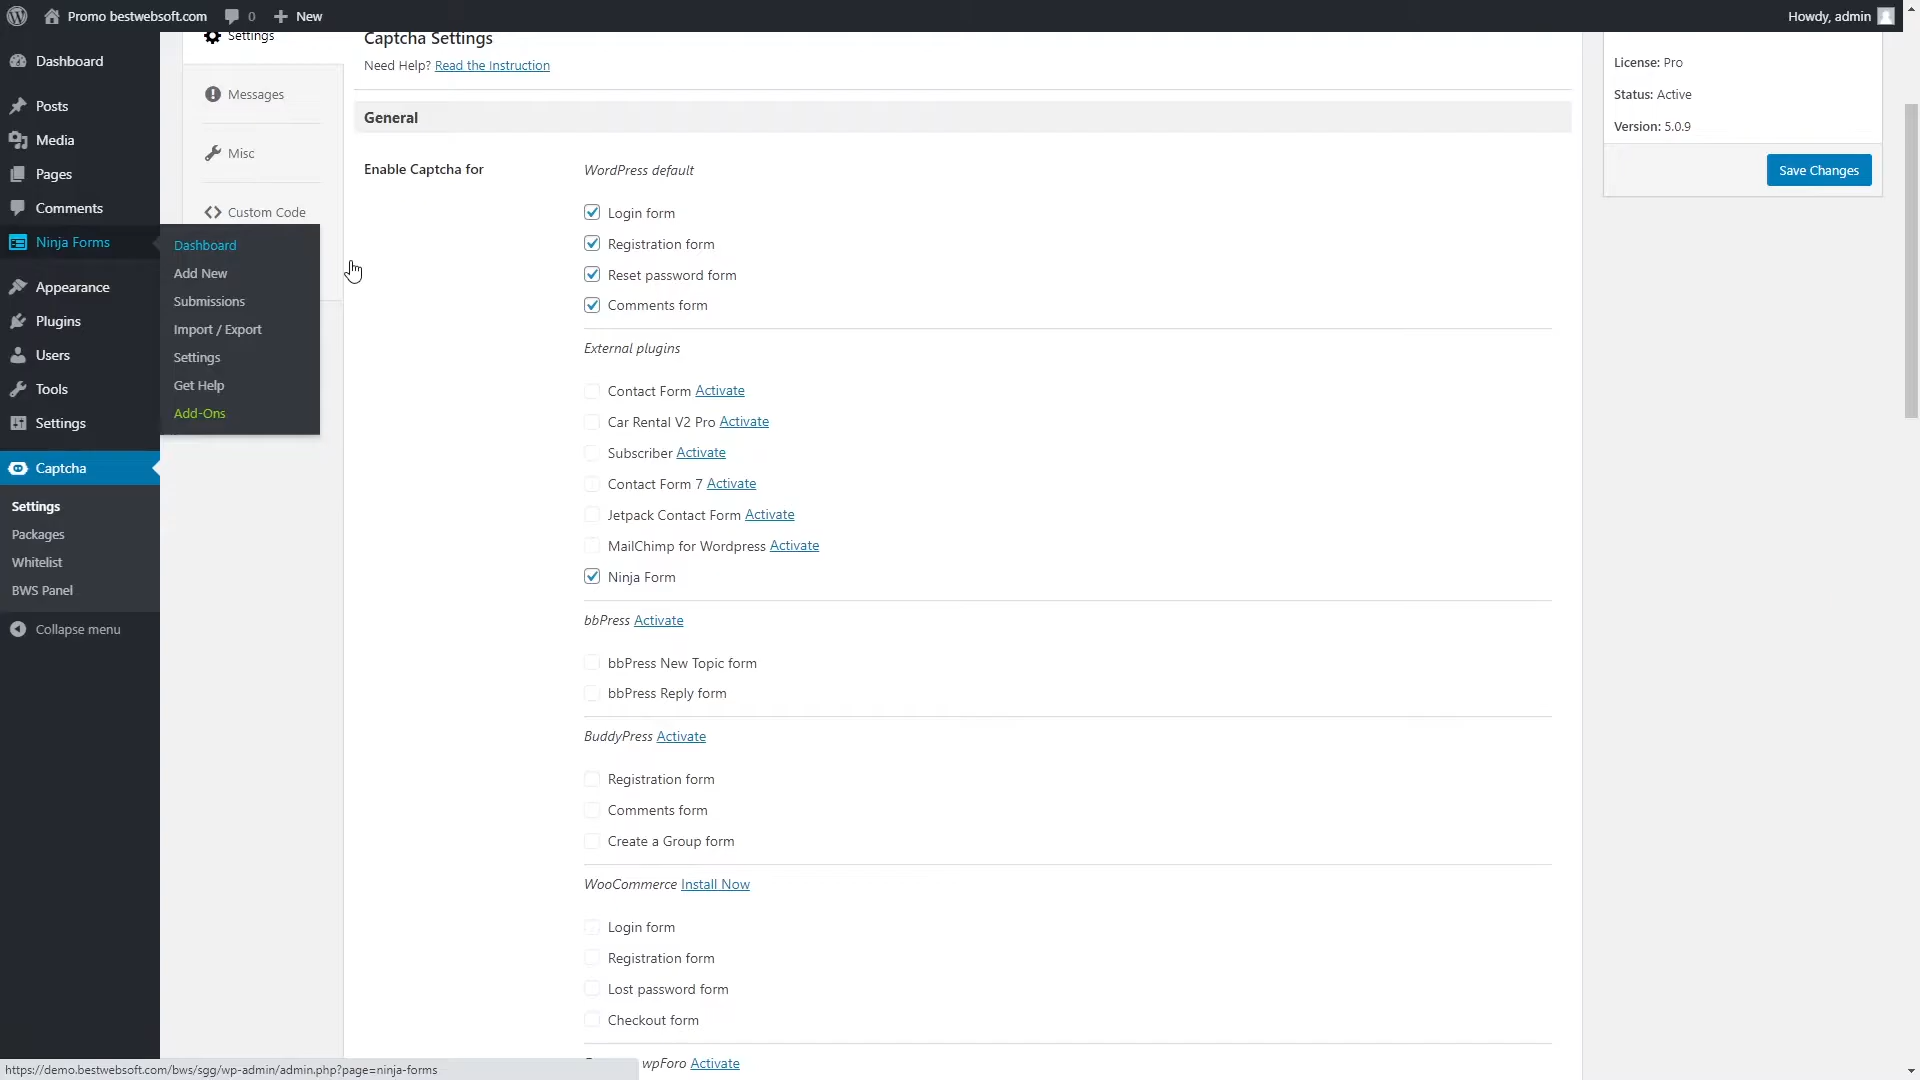 Promo bestwebsoft.com 0 New Howdy, admin
Dashboard
Posts
Media
Pages
Comments
Ninja Forms
Appearance
Plugins
Users
Tools
Settings
Captcha
Settings
Packages
Whitelist
BWS Panel
Collapse menu
Dashboard
Add New
Submissions
Import / Export
Settings
Get Help
Add-Ons
Settings
Messages
Misc
Custom Code
Captcha Settings
Need Help? Read the Instruction
General
Enable Captcha for
WordPress default
Login form
Registration form
Reset password form
Comments form
External plugins
Contact Form Activate
Car Rental V2 Pro Activate
Subscriber Activate
Contact Form 7 Activate
Jetpack Contact Form Activate
MailChimp for Wordpress Activate
Ninja Form
bbPress Activate
bbPress New Topic form
bbPress Reply form
BuddyPress Activate
Registration form
Comments form
Create a Group form
WooCommerce Install Now
Login form
Registration form
Lost password form
Checkout form
wpForo Activate
License: Pro
Status: Active
Version: 5.0.9
Save Changes
https://demo.bestwebsoft.com/bws/sgg/wp-admin/admin.php?page=ninja-forms